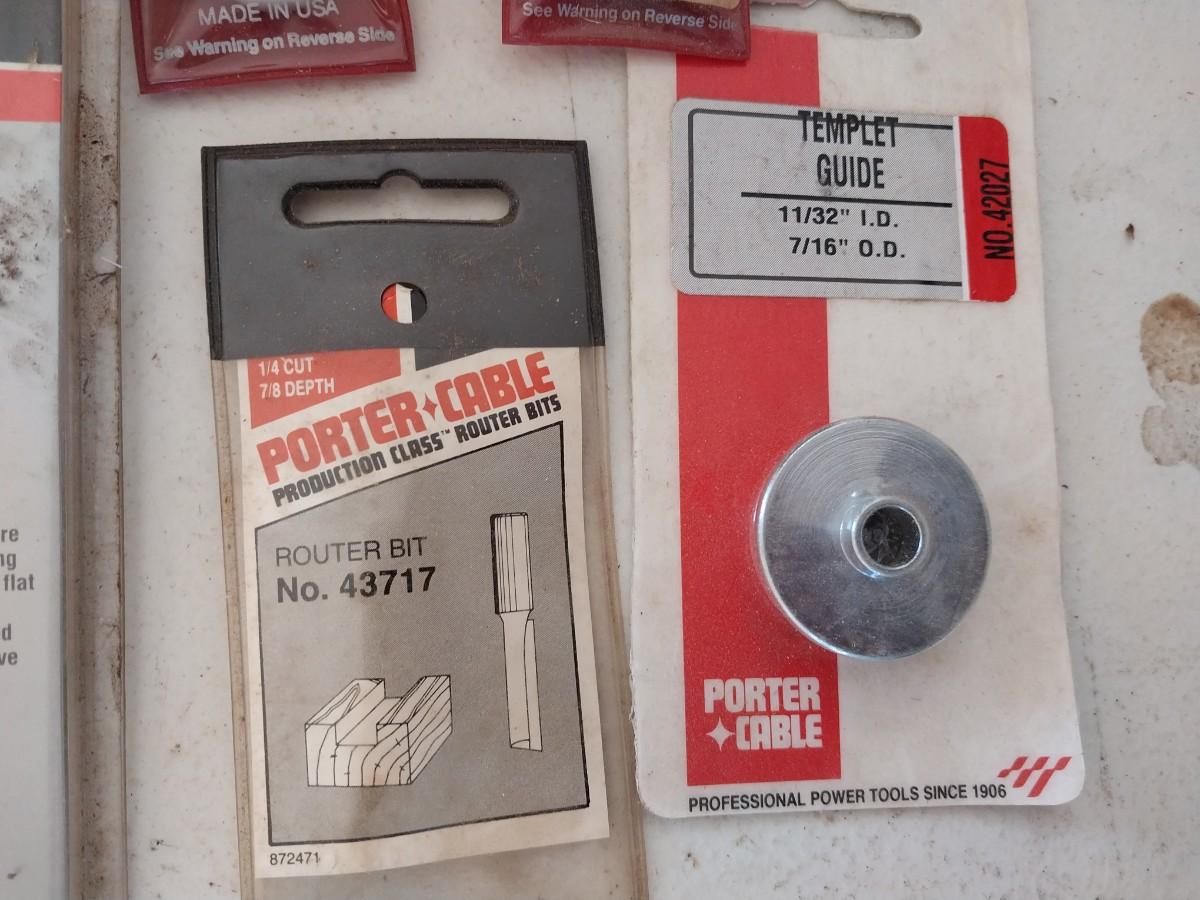 MADE IN USA
See Warning on Reverse Side
See Warning on Reverse Side
1/4 CUT
7/8 DEPTH
PORTER CABLE
PRODUCTION CLASS™ ROUTER BITS
ROUTER BIT
No. 43717
872471
TEMPLET
GUIDE
11/32" I.D.
7/16" O.D.
NO. 42027
PORTER
CABLE
PROFESSIONAL POWER TOOLS SINCE 1906
re
ng
flat
d
ve